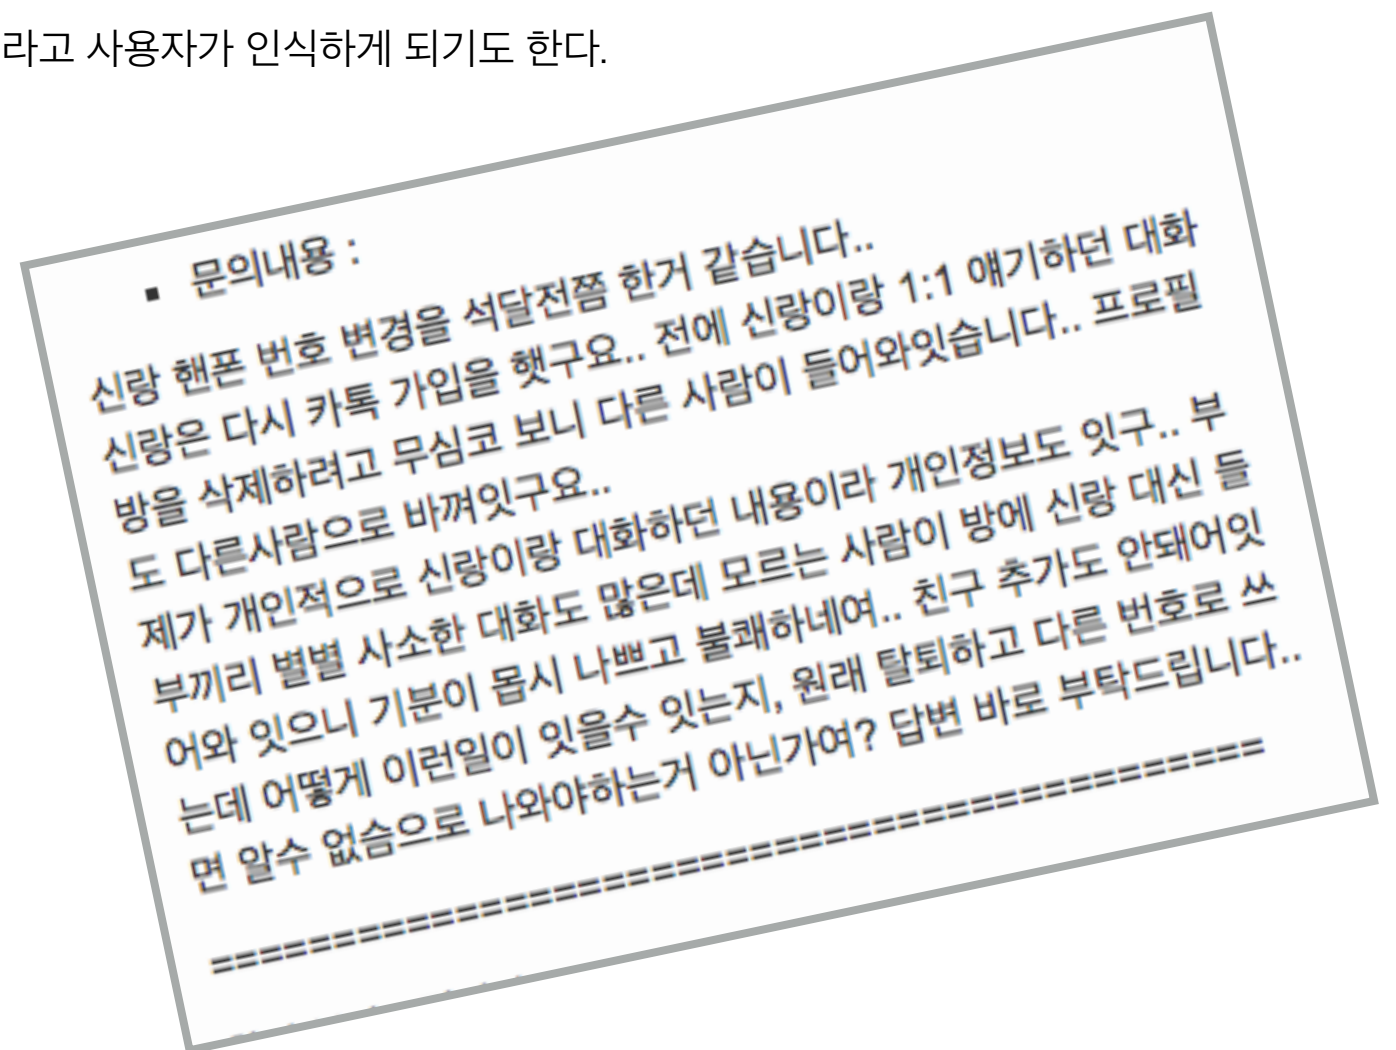 라고 사용자가 인식하게 되기도 한다.
▪ 문의내용 :
신랑 핸폰 번호 변경을 석달전쯤 한거 같습니다..
신랑은 다시 카톡 가입을 햇구요.. 전에 신랑이랑 1:1 얘기하던 대화
방을 삭제하려고 무심코 보니 다른 사람이 들어와잇습니다.. 프로필
도 다른사람으로 바껴잇구요..
제가 개인적으로 신랑이랑 대화하던 내용이라 개인정보도 잇구.. 부
부끼리 별별 사소한 대화도 많은데 모르는 사람이 방에 신랑 대신 들
어와 잇으니 기분이 몹시 나쁘고 불쾌하네여.. 친구 추가도 안돼어잇
는데 어떻게 이런일이 잇을수 잇는지, 원래 탈퇴하고 다른 번호로 쓰
면 알수 없슴으로 나와야하는거 아닌가여? 답변 바로 부탁드립니다..
===========================================